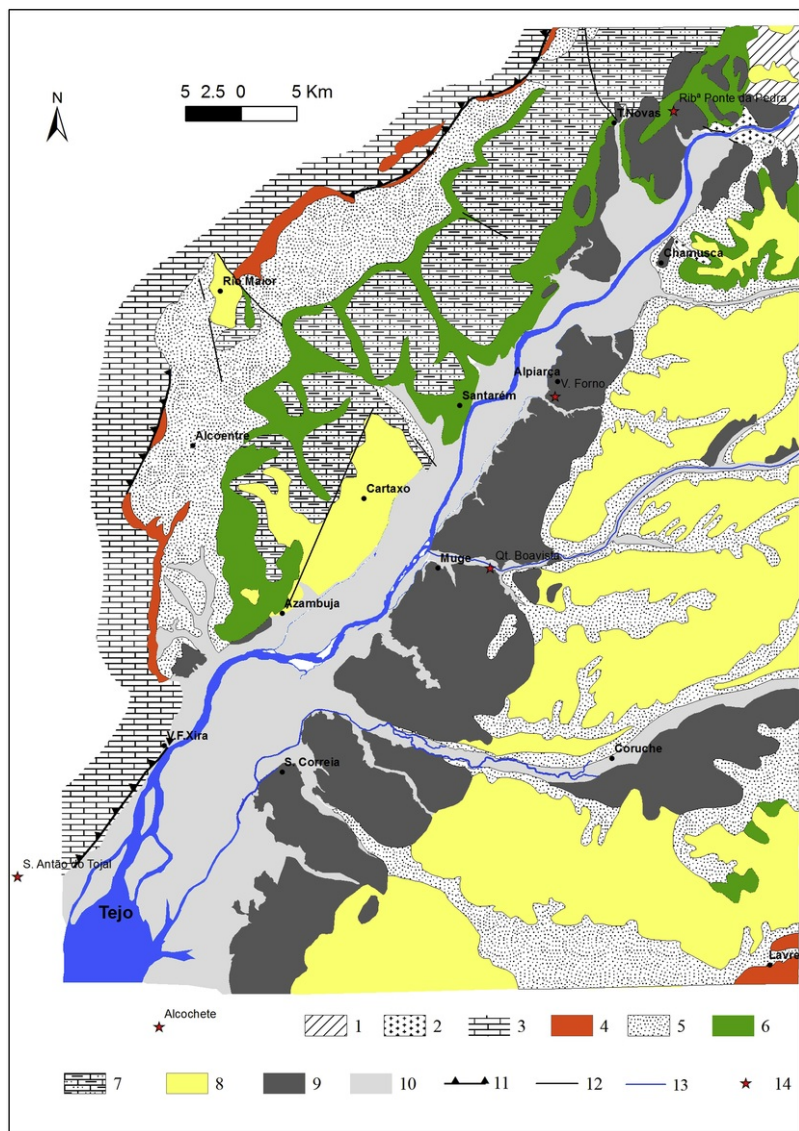 5 2.5 0 5 Km
N
Ribª Ponte da Pedra
T.Novas
Chamusca
Rio Maior
Alpiarça
V. Forno
Santarém
Alcoentre
Cartaxo
Muge
Qt. Boavista
Azambuja
V.F.Xira
Coruche
S. Correia
S. Antão do Tojal
Tejo
Lavre
Alcochete
1 2 3 4 5 6
7 8 9 10 11 12 13 14